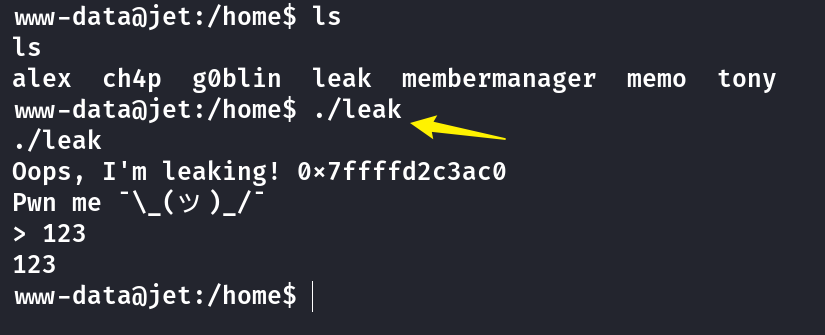 www-data@jet:/home$ ls
ls
alex  ch4p  g0blin  leak  membermanager  memo  tony
www-data@jet:/home$ ./leak
./leak
Oops, I'm leaking! 0x7ffffd2c3ac0
Pwn me ¯\_(ツ)_/¯
> 123
123
www-data@jet:/home$